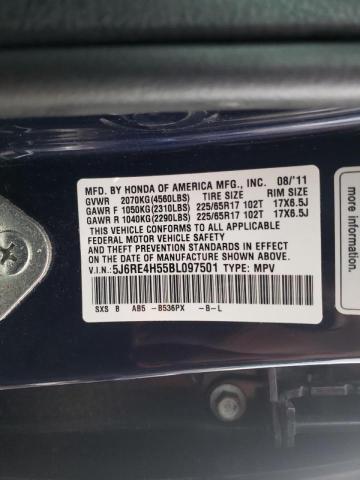 MFD. BY HONDA OF AMERICA MFG., INC. 08/'11
GVWR 2070KG(4560LBS) TIRE SIZE RIM SIZE
GAWR F 1050KG(2310LBS) 225/65R17 102T 17X6.5J
GAWR R 1040KG(2290LBS) 225/65R17 102T 17X6.5J
THIS VEHICLE CONFORMS TO ALL APPLICABLE
FEDERAL MOTOR VEHICLE SAFETY, BUMPER,
AND THEFT PREVENTION STANDARDS IN EFFECT
ON THE DATE OF MANUFACTURE SHOWN ABOVE.
V.I.N.: 5J6RE4H55BL097501 TYPE: MPV
SXS B AB5 -B536PX -B-L